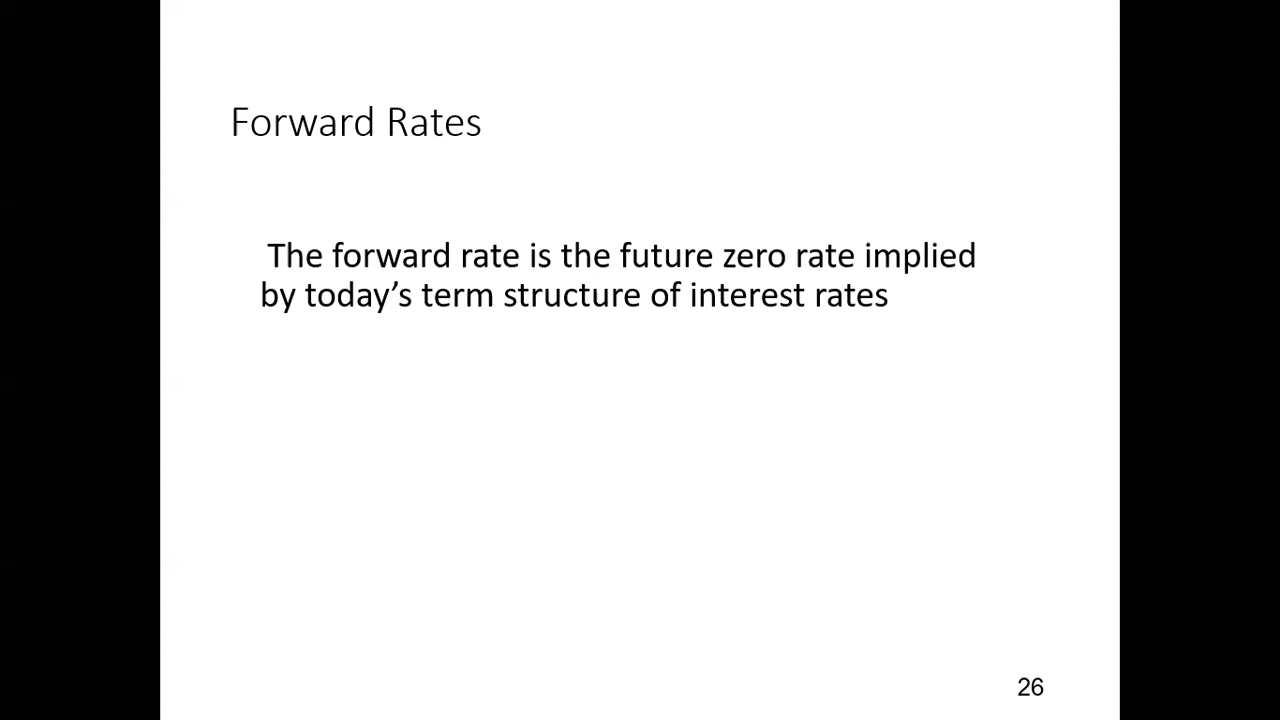 Forward Rates
The forward rate is the future zero rate implied
by today’s term structure of interest rates
26